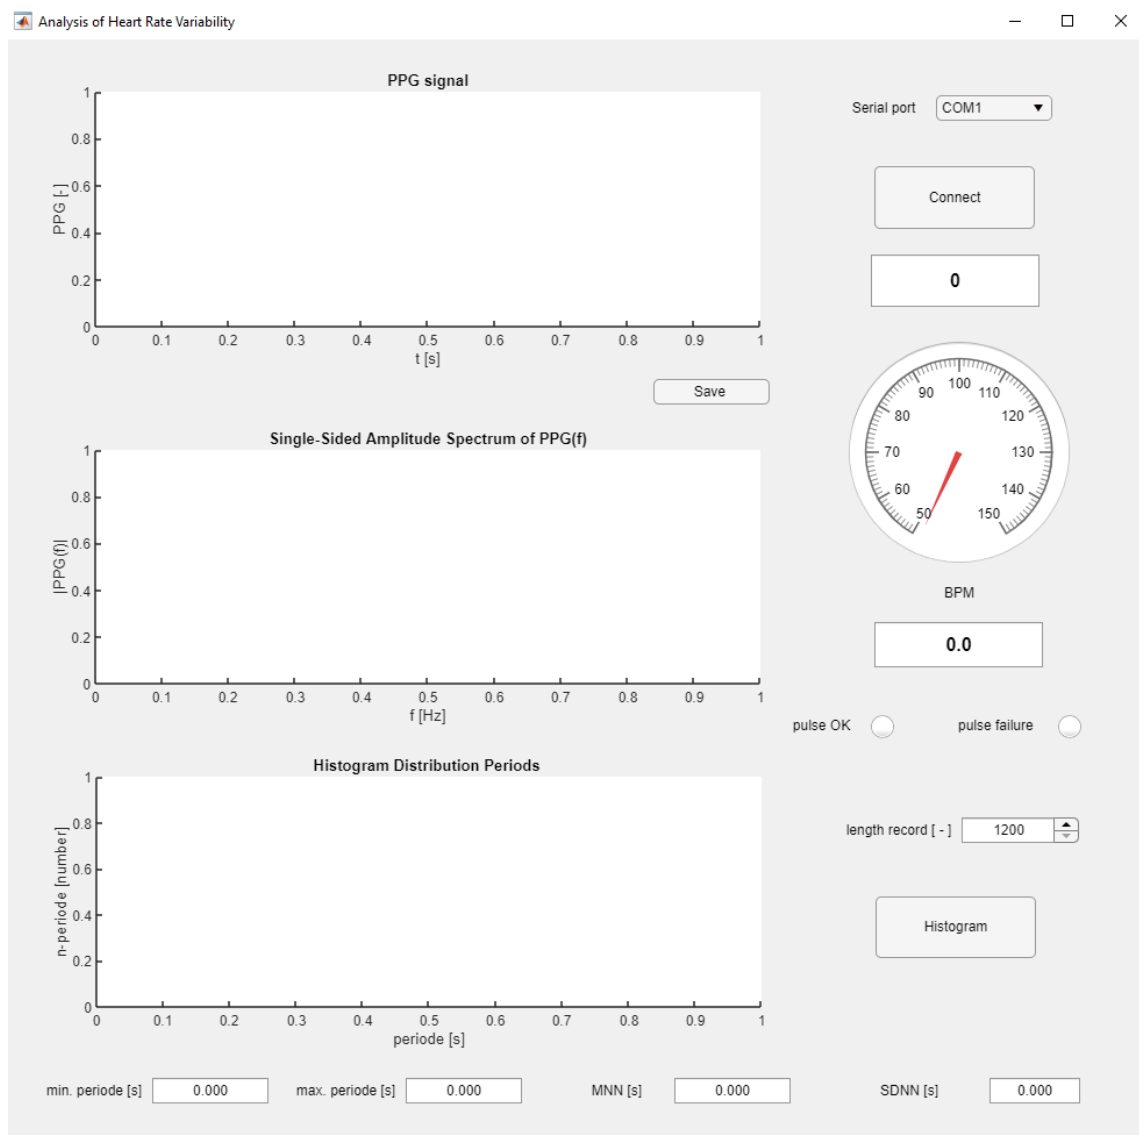 Analysis of Heart Rate Variability
PPG signal
1
0.8
0.6
0.4
0.2
0
PPG [-]
0 0.1 0.2 0.3 0.4 0.5 0.6 0.7 0.8 0.9 1
t [s]
Save
Single-Sided Amplitude Spectrum of PPG(f)
1
0.8
0.6
0.4
0.2
0
|PPG(f)|
0 0.1 0.2 0.3 0.4 0.5 0.6 0.7 0.8 0.9 1
f [Hz]
Histogram Distribution Periods
1
0.8
0.6
0.4
0.2
0
n-periode [number]
0 0.1 0.2 0.3 0.4 0.5 0.6 0.7 0.8 0.9 1
periode [s]
Serial port COM1
Connect
0
50 60 70 80 90 100 110 120 130 140 150
BPM
0.0
pulse OK pulse failure
length record [ - ] 1200
Histogram
min. periode [s] 0.000 max. periode [s] 0.000 MNN [s] 0.000 SDNN [s] 0.000